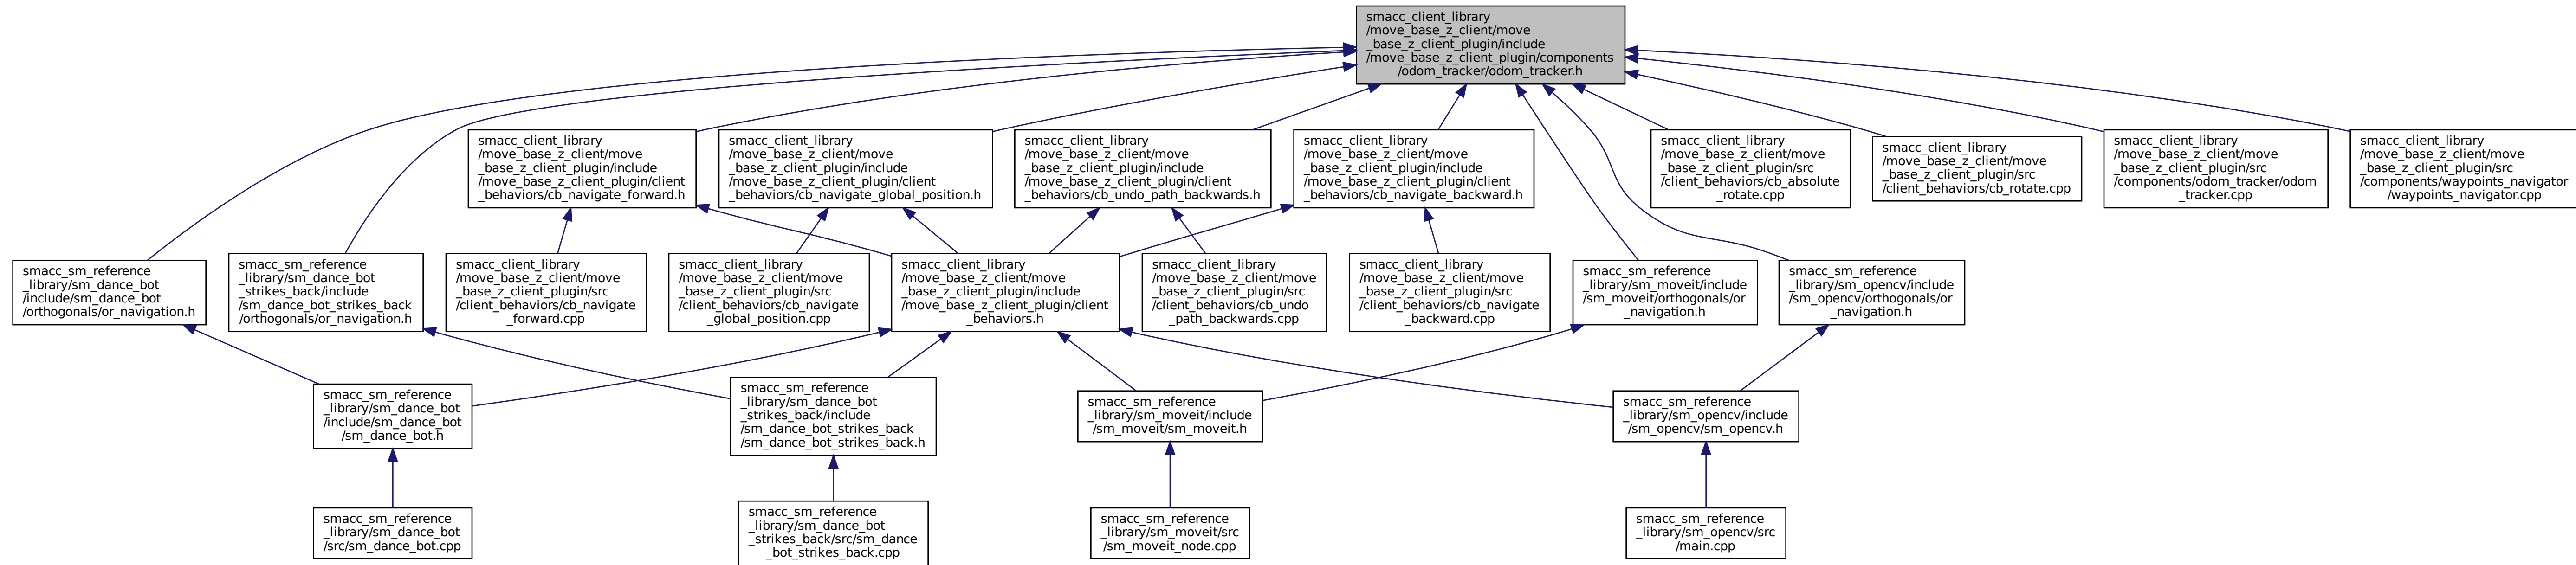 smacc_client_library
/move_base_z_client/move
_base_z_client_plugin/include
/move_base_z_client_plugin/components
/odom_tracker/odom_tracker.h
smacc_client_library
/move_base_z_client/move
_base_z_client_plugin/include
/move_base_z_client_plugin/client
_behaviors/cb_navigate_forward.h
smacc_client_library
/move_base_z_client/move
_base_z_client_plugin/include
/move_base_z_client_plugin/client
_behaviors/cb_navigate_global_position.h
smacc_client_library
/move_base_z_client/move
_base_z_client_plugin/include
/move_base_z_client_plugin/client
_behaviors/cb_undo_path_backwards.h
smacc_client_library
/move_base_z_client/move
_base_z_client_plugin/include
/move_base_z_client_plugin/client
_behaviors/cb_navigate_backward.h
smacc_client_library
/move_base_z_client/move
_base_z_client_plugin/src
/client_behaviors/cb_absolute
_rotate.cpp
smacc_client_library
/move_base_z_client/move
_base_z_client_plugin/src
/client_behaviors/cb_rotate.cpp
smacc_client_library
/move_base_z_client/move
_base_z_client_plugin/src
/components/odom_tracker/odom
_tracker.cpp
smacc_client_library
/move_base_z_client/move
_base_z_client_plugin/src
/components/waypoints_navigator
/waypoints_navigator.cpp
smacc_sm_reference
_library/sm_dance_bot
/include/sm_dance_bot
/orthogonals/or_navigation.h
smacc_sm_reference
_library/sm_dance_bot
_strikes_back/include
/sm_dance_bot_strikes_back
/orthogonals/or_navigation.h
smacc_client_library
/move_base_z_client/move
_base_z_client_plugin/src
/client_behaviors/cb_navigate
_forward.cpp
smacc_client_library
/move_base_z_client/move
_base_z_client_plugin/src
/client_behaviors/cb_navigate
_global_position.cpp
smacc_client_library
/move_base_z_client/move
_base_z_client_plugin/include
/move_base_z_client_plugin/client
_behaviors.h
smacc_client_library
/move_base_z_client/move
_base_z_client_plugin/src
/client_behaviors/cb_undo
_path_backwards.cpp
smacc_client_library
/move_base_z_client/move
_base_z_client_plugin/src
/client_behaviors/cb_navigate
_backward.cpp
smacc_sm_reference
_library/sm_moveit/include
/sm_moveit/orthogonals/or
_navigation.h
smacc_sm_reference
_library/sm_opencv/include
/sm_opencv/orthogonals/or
_navigation.h
smacc_sm_reference
_library/sm_dance_bot
/include/sm_dance_bot
/sm_dance_bot.h
smacc_sm_reference
_library/sm_dance_bot
_strikes_back/include
/sm_dance_bot_strikes_back
/sm_dance_bot_strikes_back.h
smacc_sm_reference
_library/sm_moveit/include
/sm_moveit/sm_moveit.h
smacc_sm_reference
_library/sm_opencv/include
/sm_opencv/sm_opencv.h
smacc_sm_reference
_library/sm_dance_bot
/src/sm_dance_bot.cpp
smacc_sm_reference
_library/sm_dance_bot
_strikes_back/src/sm_dance
_bot_strikes_back.cpp
smacc_sm_reference
_library/sm_moveit/src
/sm_moveit_node.cpp
smacc_sm_reference
_library/sm_opencv/src
/main.cpp